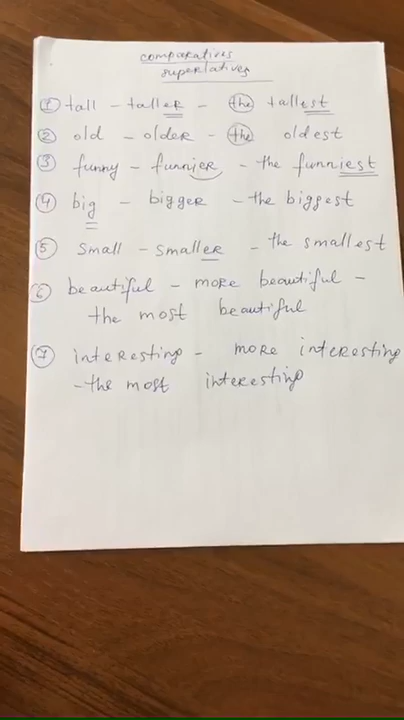 comparatives
superlatives
① tall - taller - the tallest
② old - older - the oldest
③ funny - funnier - the funniest
④ big - bigger - the biggest
⑤ small - smaller - the smallest
⑥ beautiful - more beautiful -
the most beautiful
⑦ interesting - more interesting
- the most interesting